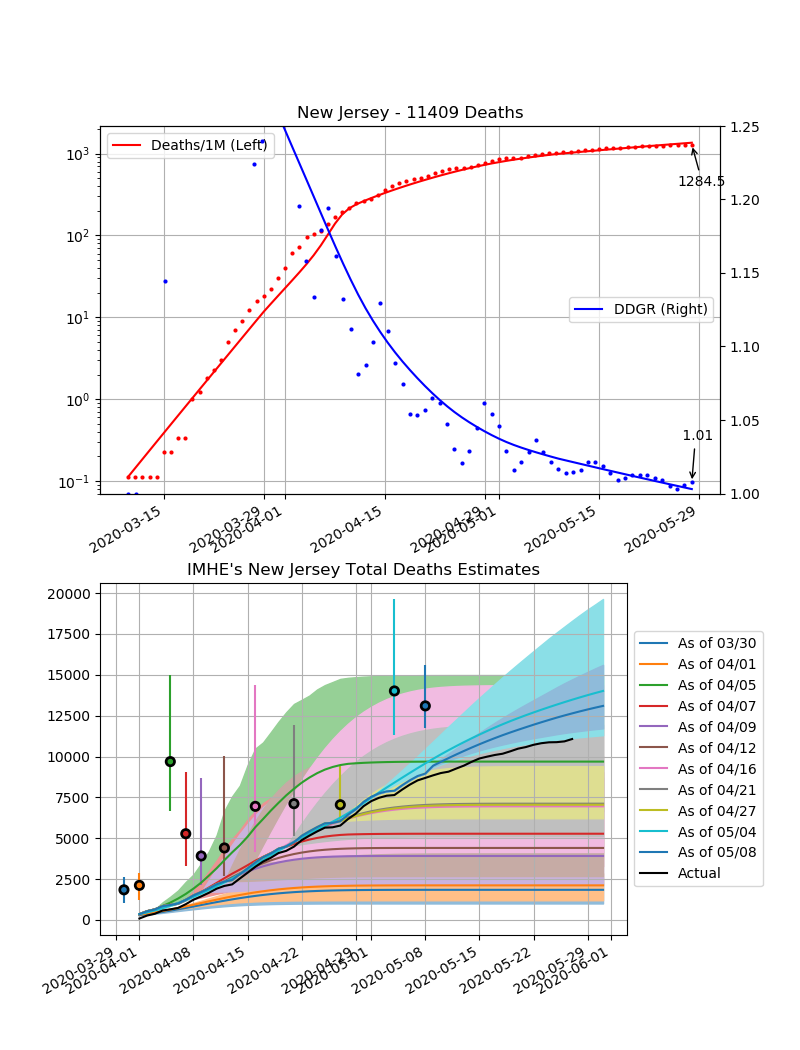 New Jersey - 11409 Deaths
Deaths/1M (Left)
DDGR (Right)
1284.5
1.01
10³
10²
10¹
10⁰
10⁻¹
1.25
1.20
1.15
1.10
1.05
1.00
2020-03-15
2020-03-29
2020-04-01
2020-04-15
2020-04-29
2020-05-01
2020-05-15
2020-05-29
IMHE's New Jersey Total Deaths Estimates
20000
17500
15000
12500
10000
7500
5000
2500
0
As of 03/30
As of 04/01
As of 04/05
As of 04/07
As of 04/09
As of 04/12
As of 04/16
As of 04/21
As of 04/27
As of 05/04
As of 05/08
Actual
2020-03-29
2020-04-01
2020-04-08
2020-04-15
2020-04-22
2020-04-29
2020-05-01
2020-05-08
2020-05-15
2020-05-22
2020-05-29
2020-06-01